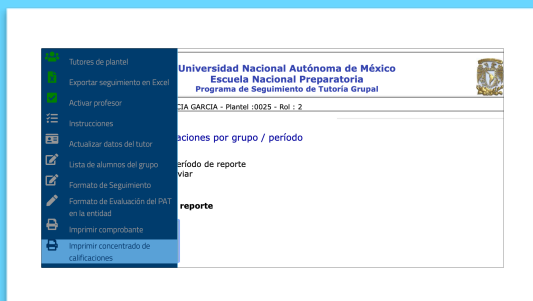 Tutores de plantel
Exportar seguimiento en Excel
Activar profesor
Instrucciones
Actualizar datos del tutor
Lista de alumnos del grupo
Formato de Seguimiento
Formato de Evaluación del PAT
en la entidad
Imprimir comprobante
Imprimir concentrado de
calificaciones
Universidad Nacional Autónoma de México
Escuela Nacional Preparatoria
Programa de Seguimiento de Tutoría Grupal
CIA GARCIA - Plantel :0025 - Rol : 2
aciones por grupo / período
eríodo de reporte
viar
reporte